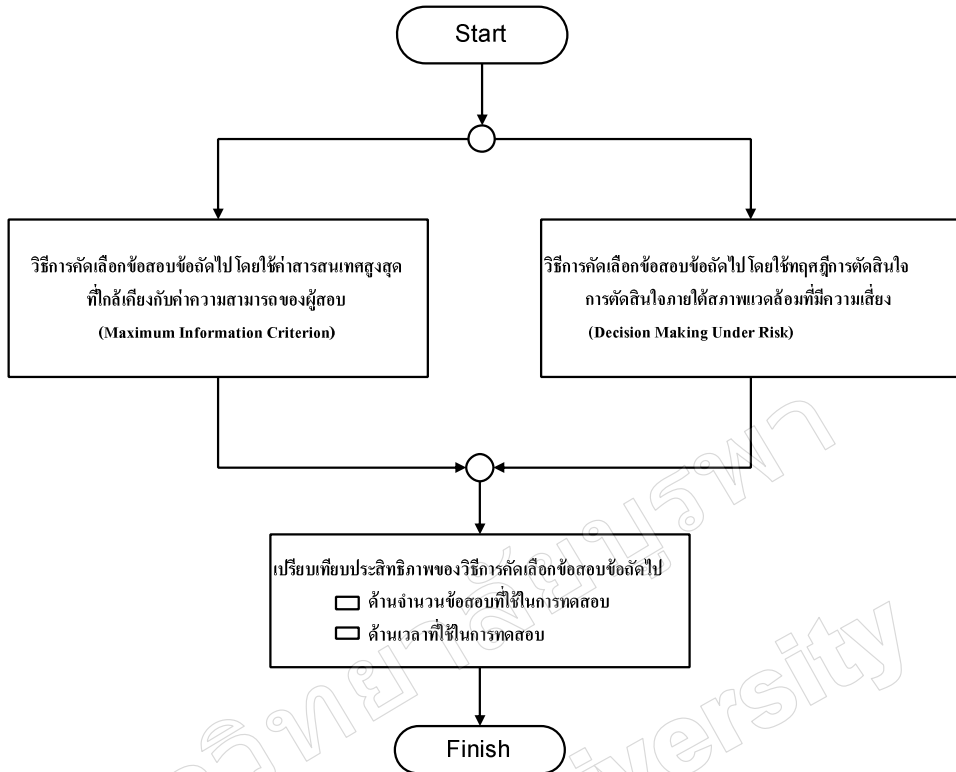 Start
วิธีการคัดเลือกข้อสอบข้อถัดไปโดยใช้ค่าสารสนเทศสูงสุด
ที่ใกล้เคียงกับค่าความสามารถของผู้สอบ
(Maximum Information Criterion)
วิธีการคัดเลือกข้อสอบข้อถัดไปโดยใช้ทฤศฎีการตัดสินใจ
การตัดสินใจภายใต้สภาพแวดล้อมที่มีความเสี่ยง
(Decision Making Under Risk)
เปรียบเทียบประสิทธิภาพของวิธีการคัดเลือกข้อสอบข้อถัดไป
ด้านจำนวนข้อสอบที่ใช้ในการทดสอบ
ด้านเวลาที่ใช้ในการทดสอบ
Finish
วิทยาลัยบูรพา
iversity